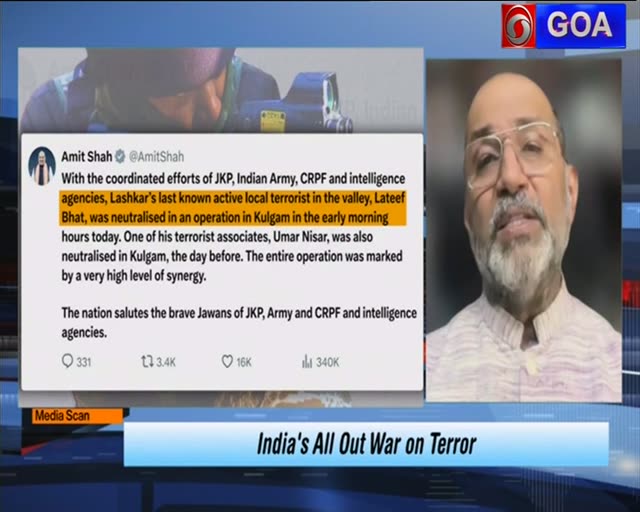 GOA
Amit Shah @AmitShah
With the coordinated efforts of JKP, Indian Army, CRPF and intelligence
agencies, Lashkar's last known active local terrorist in the valley, Lateef
Bhat, was neutralised in an operation in Kulgam in the early morning
hours today. One of his terrorist associates, Umar Nisar, was also
neutralised in Kulgam, the day before. The entire operation was marked
by a very high level of synergy.
The nation salutes the brave Jawans of JKP, Army and CRPF and intelligence
agencies.
331 3.4K 16K 340K
Media Scan
India's All Out War on Terror